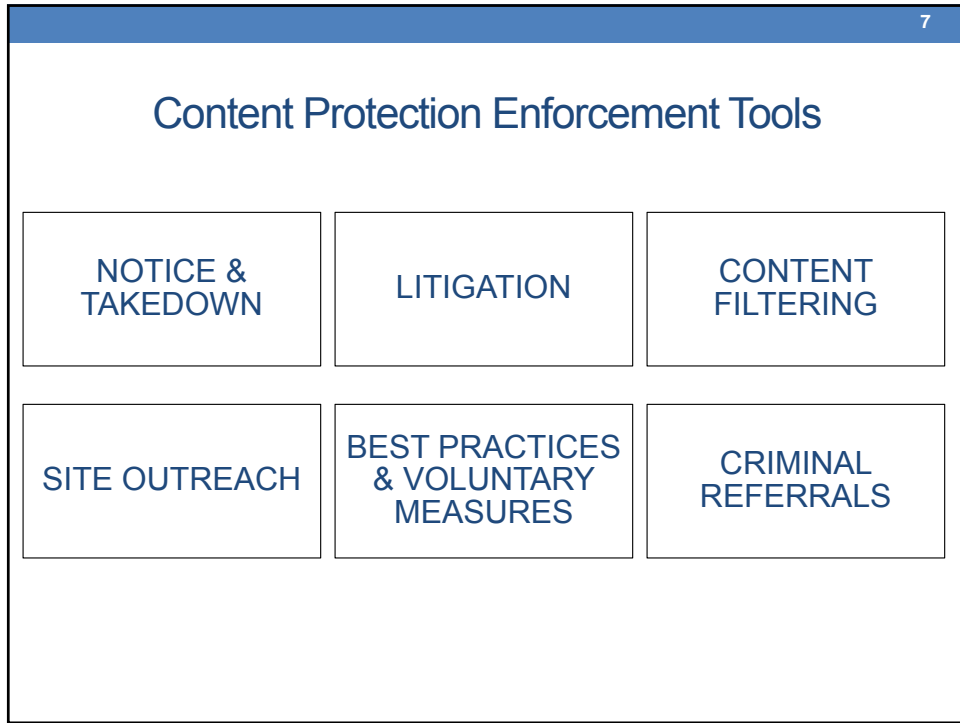 7
Content Protection Enforcement Tools
NOTICE &
TAKEDOWN
LITIGATION
CONTENT
FILTERING
SITE OUTREACH
BEST PRACTICES
& VOLUNTARY
MEASURES
CRIMINAL
REFERRALS